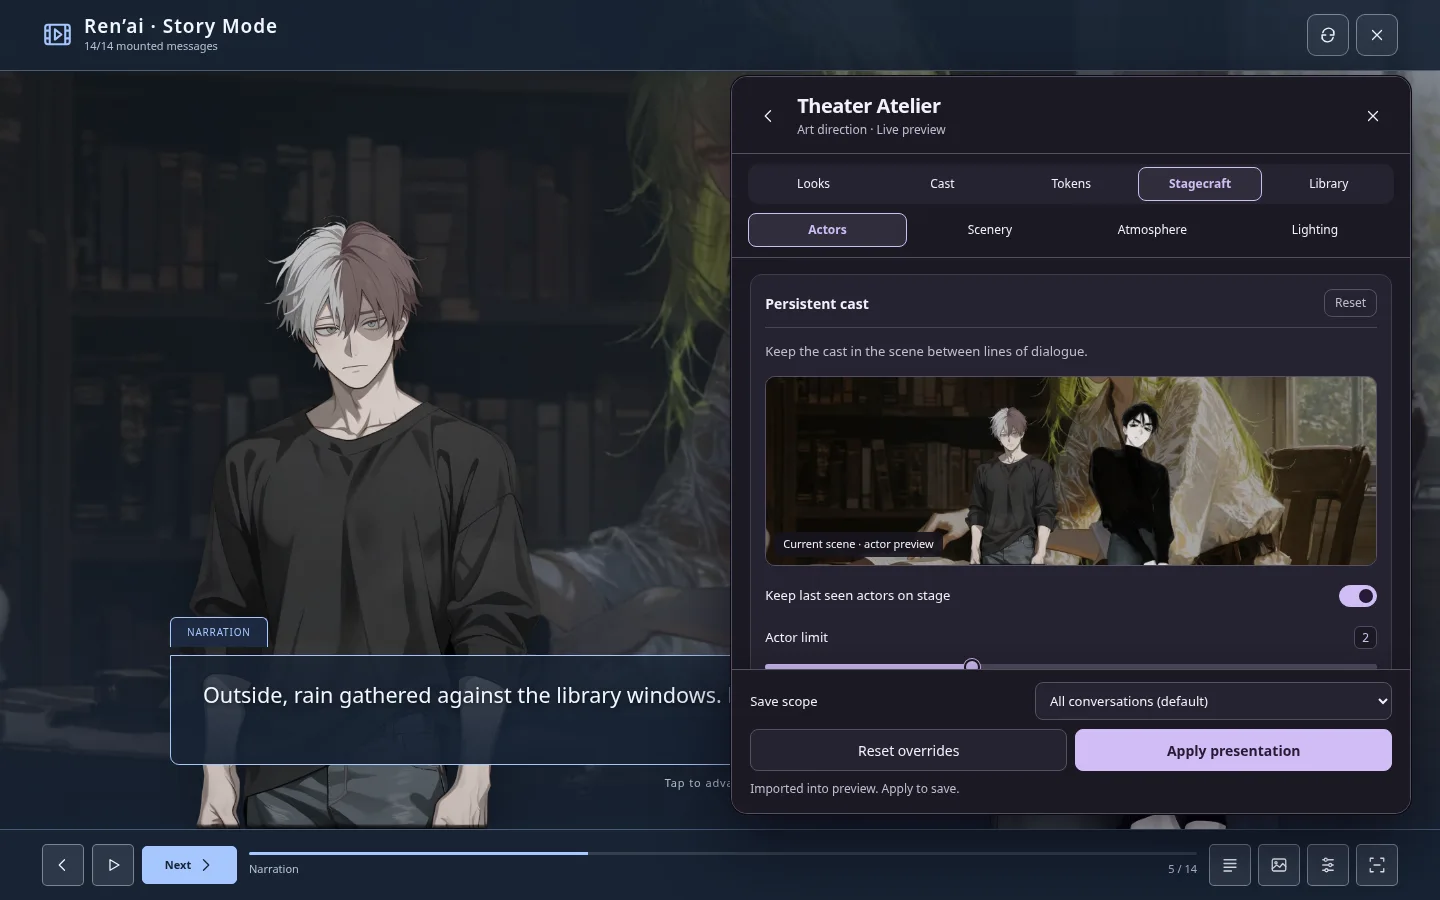 Ren'ai · Story Mode
14/14 mounted messages
Theater Atelier
Art direction · Live preview
Looks
Cast
Tokens
Stagecraft
Library
Actors
Scenery
Atmosphere
Lighting
Persistent cast
Reset
Keep the cast in the scene between lines of dialogue.
Current scene · actor preview
Keep last seen actors on stage
Actor limit
2
Save scope
All conversations (default)
Reset overrides
Apply presentation
Imported into preview. Apply to save.
NARRATION
Outside, rain gathered against the library windows.
Tap to
Next
Narration
5 / 14